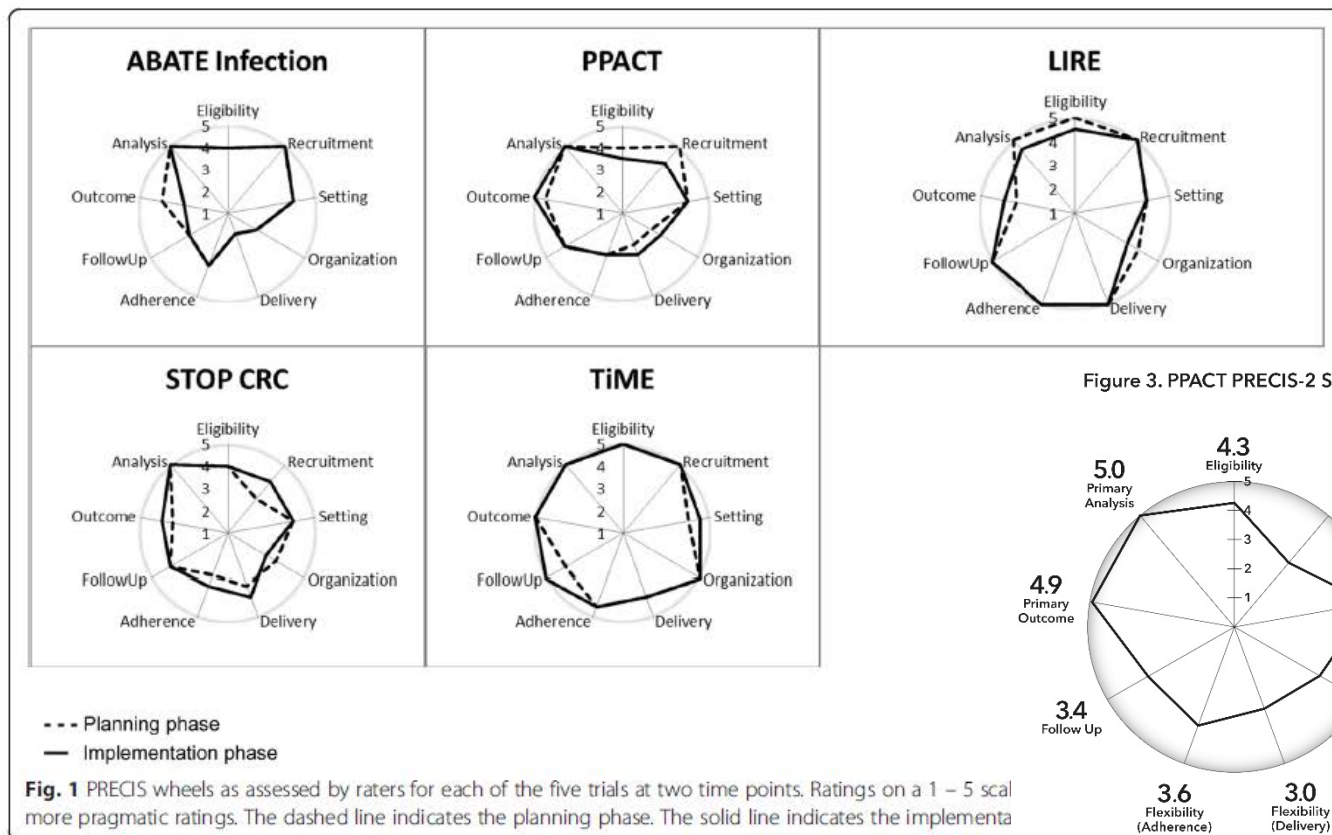 ABATE Infection
Eligibility
5
Analysis
4
Recruitment
3
Outcome
2
Setting
1
FollowUp
Organization
Adherence
Delivery
PPACT
Eligibility
5
Analysis
4
Recruitment
3
Outcome
2
Setting
1
FollowUp
Organization
Adherence
Delivery
LIRE
Eligibility
5
Analysis
4
Recruitment
3
Outcome
2
Setting
1
Organization
FollowUp
Adherence
Delivery
STOP CRC
Eligibility
5
Analysis
4
Recruitment
3
Outcome
2
Setting
1
FollowUp
Organization
Adherence
Delivery
TiME
Eligibility
5
Analysis
4
Recruitment
3
Outcome
2
Setting
1
FollowUp
Organization
Adherence
Delivery
Figure 3. PPACT PRECIS-2 S
4.3
Eligibility
5.0
Primary
Analysis
5
4
3
2
1
4.9
Primary
Outcome
3.4
Follow Up
3.6
Flexibility
(Adherence)
3.0
Flexibility
(Delivery)
--- Planning phase
— Implementation phase
Fig. 1 PRECIS wheels as assessed by raters for each of the five trials at two time points. Ratings on a 1 – 5 scal
more pragmatic ratings. The dashed line indicates the planning phase. The solid line indicates the implementa